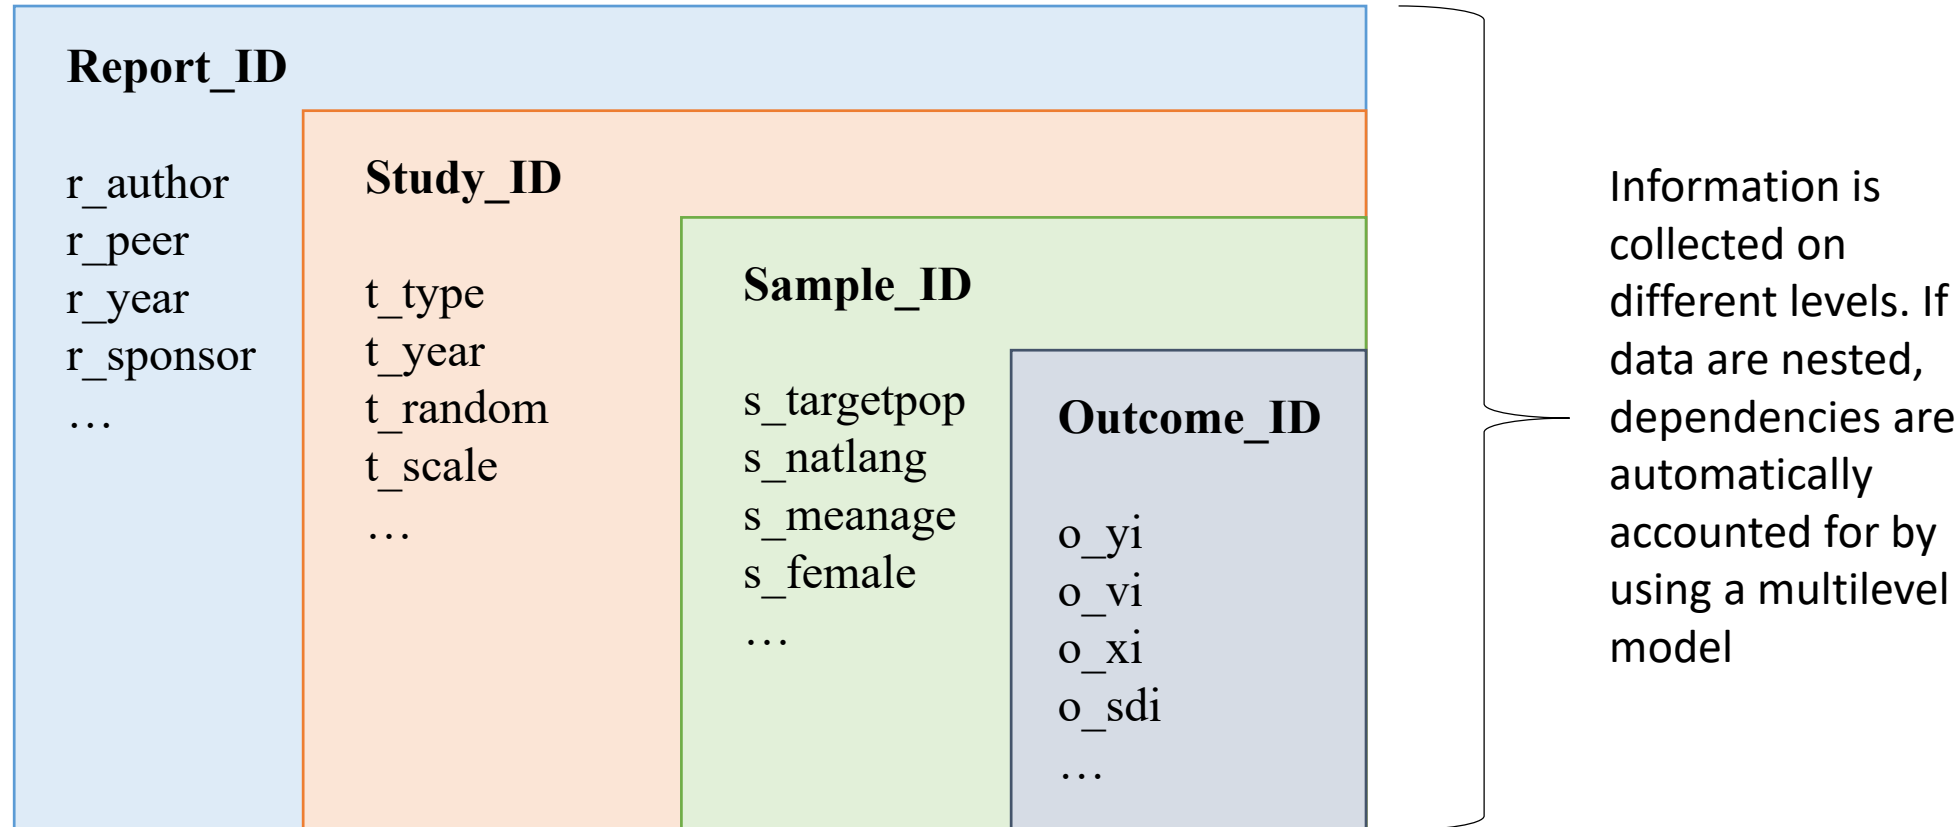 Report_ID
r_author
r_peer
r_year
r_sponsor
…
Study_ID
t_type
t_year
t_random
t_scale
…
Sample_ID
s_targetpop
s_natlang
s_meanage
s_female
…
Outcome_ID
o_yi
o_vi
o_xi
o_sdi
…
Information is
collected on
different levels. If
data are nested,
dependencies are
automatically
accounted for by
using a multilevel
model